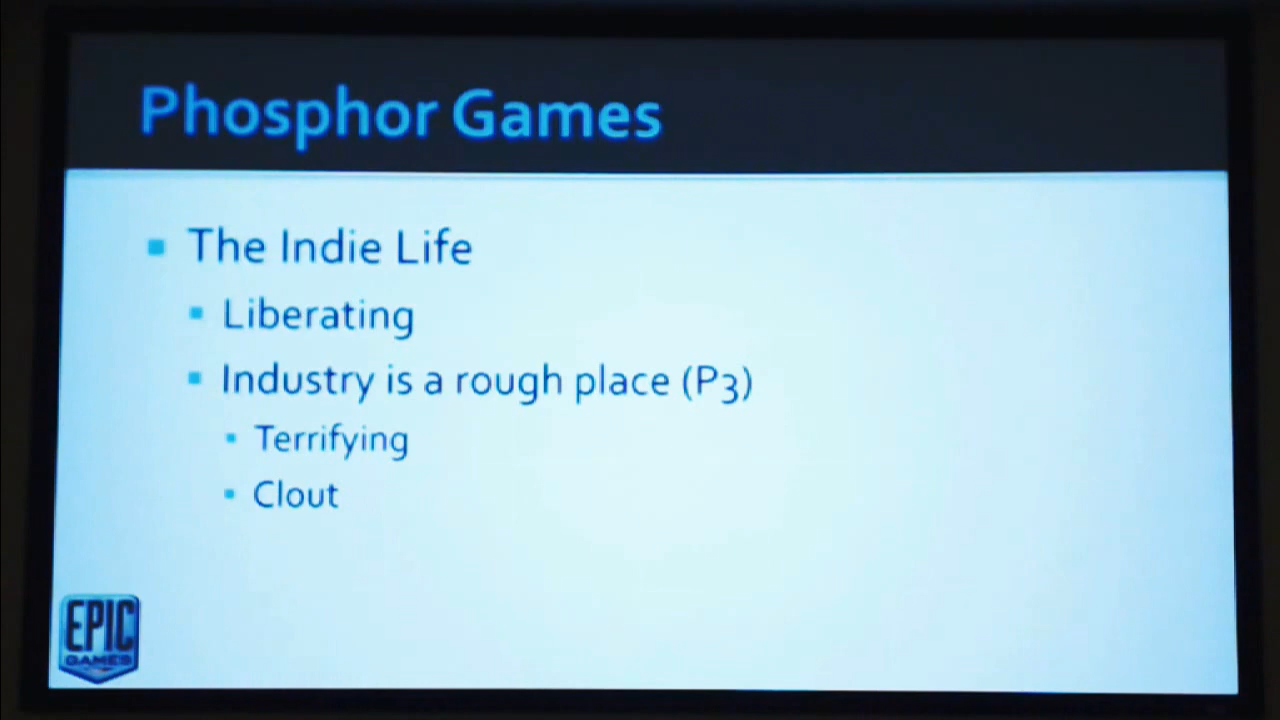 Phosphor Games
The Indie Life
Liberating
Industry is a rough place (P3)
Terrifying
Clout
EPIC
GAMES